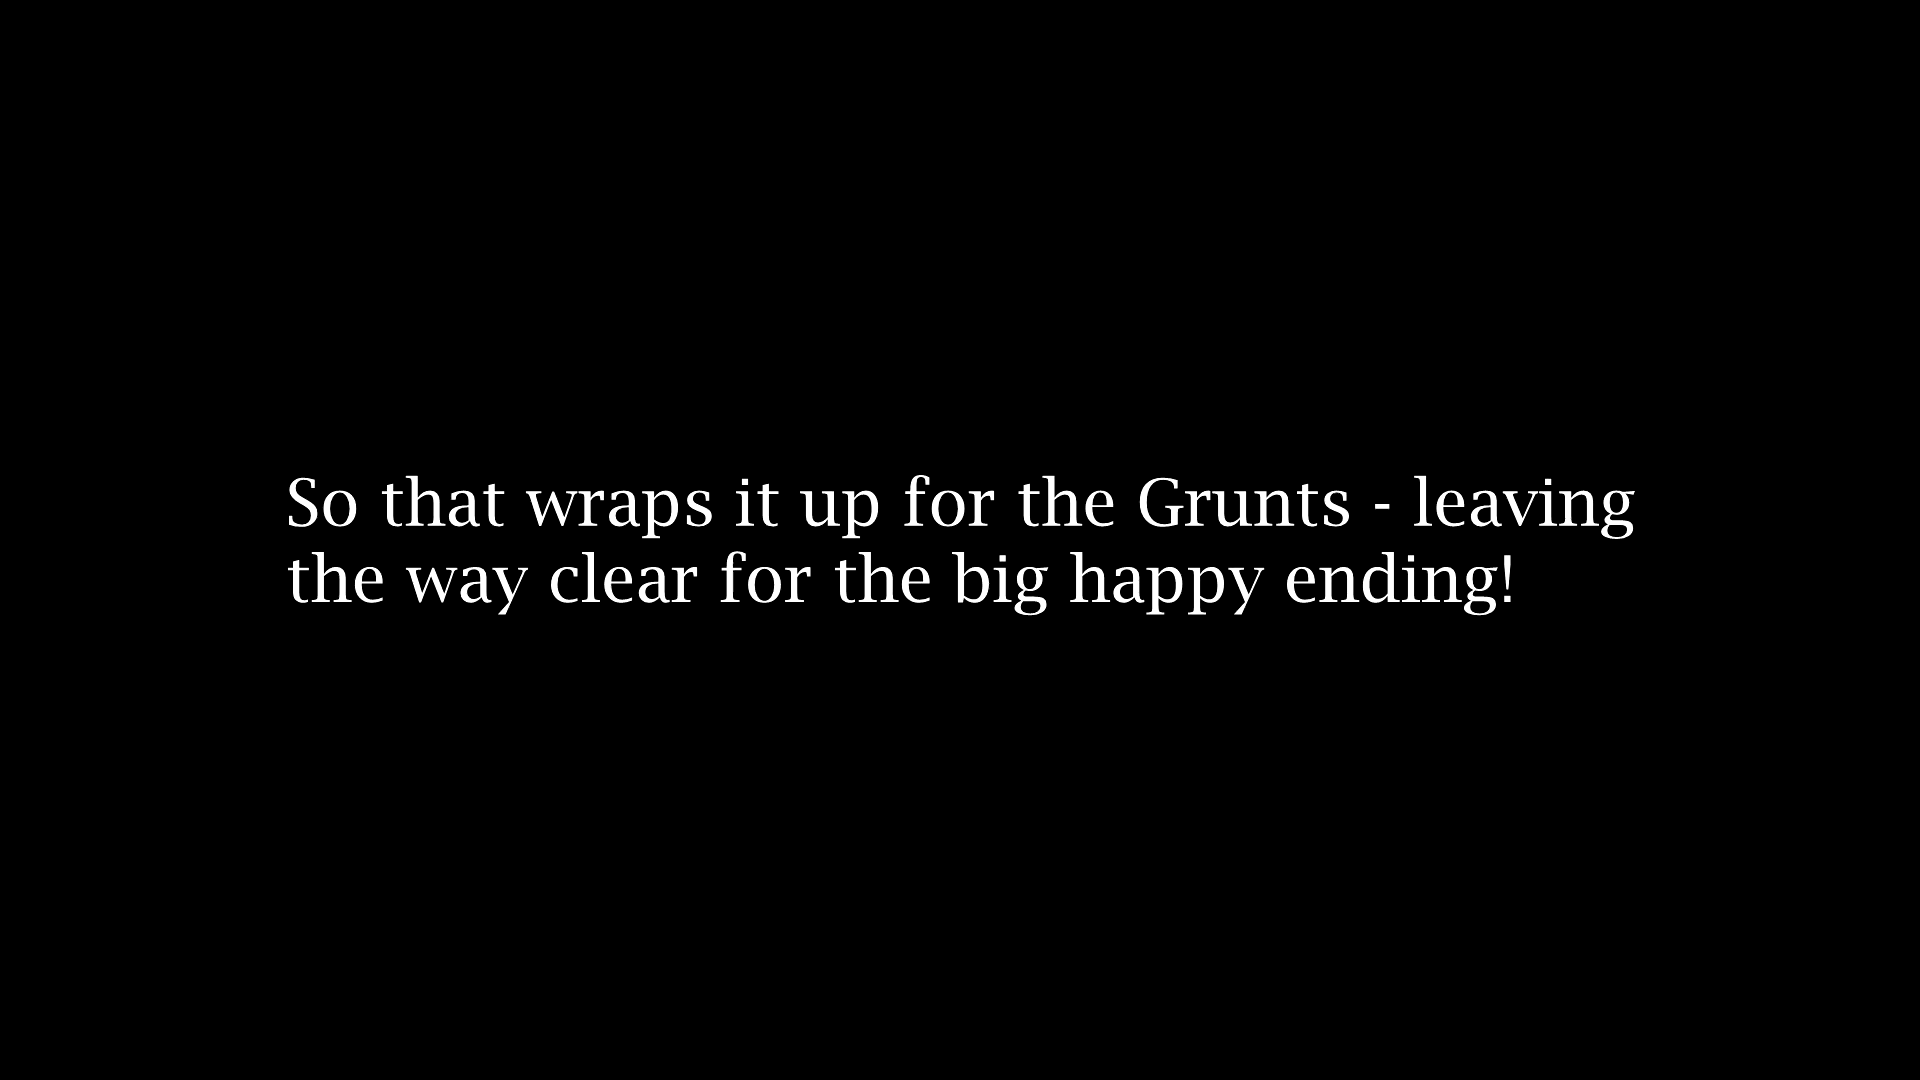 So that wraps it up for the Grunts - leaving
the way clear for the big happy ending!